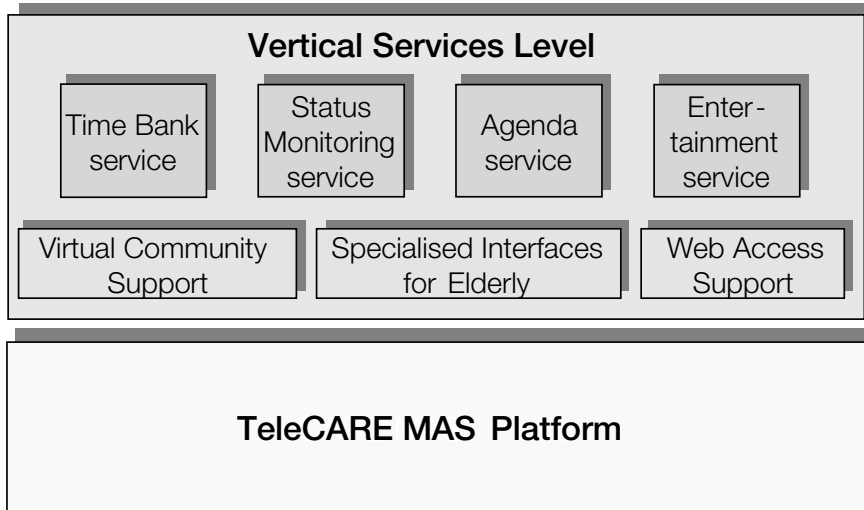 Vertical Services Level
Time Bank
service
Status
Monitoring
service
Agenda
service
Enter-
tainment
service
Virtual Community
Support
Specialised Interfaces
for Elderly
Web Access
Support
TeleCARE MAS Platform